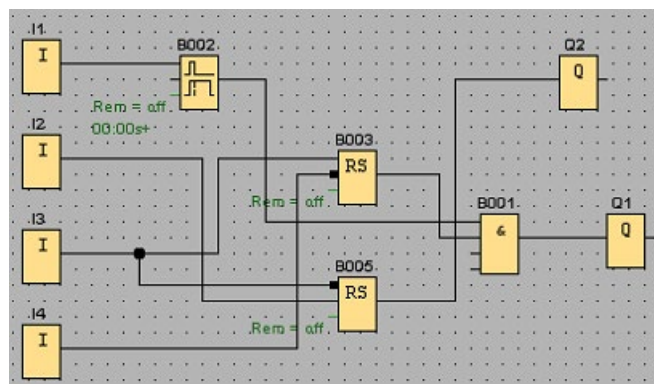 I1
I
B002
Rem = off
00:00s+
Q2
Q
I2
I
B003
RS
Rem = off
I3
I
B001
&
Q1
Q
B005
RS
Rem = off
I4
I